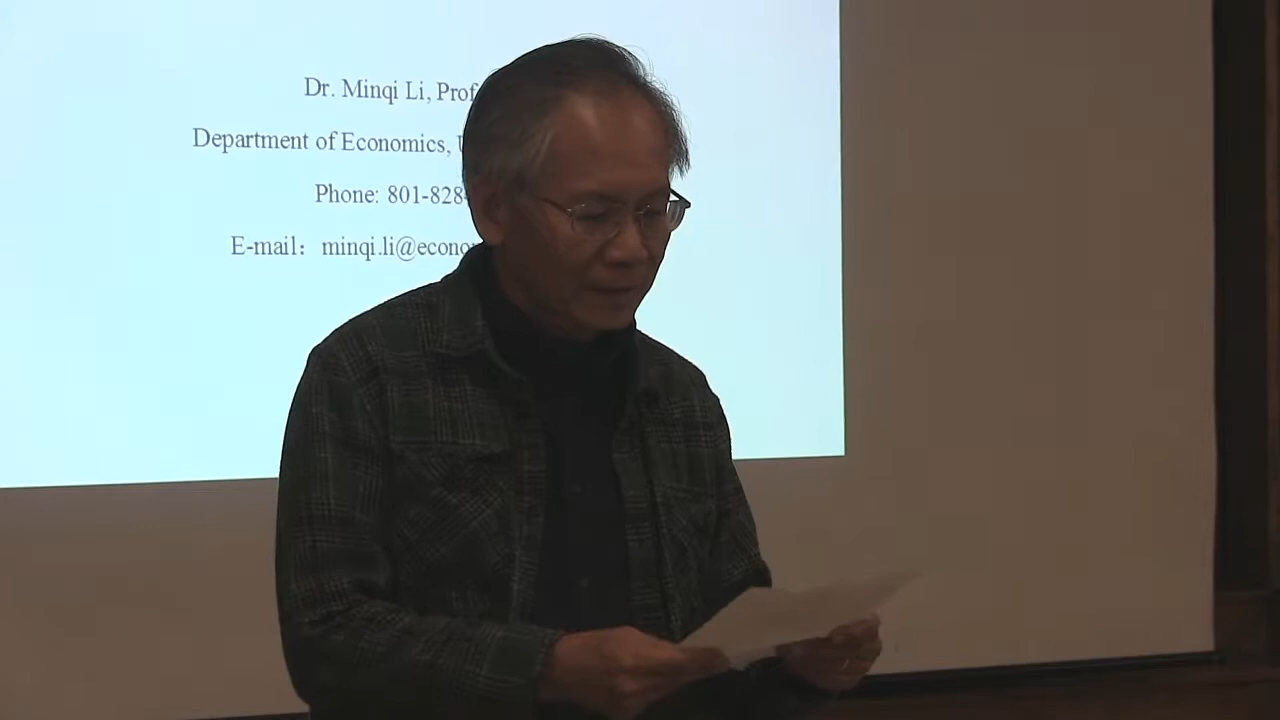 Dr. Minqi Li, Prof
Department of Economics, U
Phone: 801-828-
E-mail: minqi.li@econo